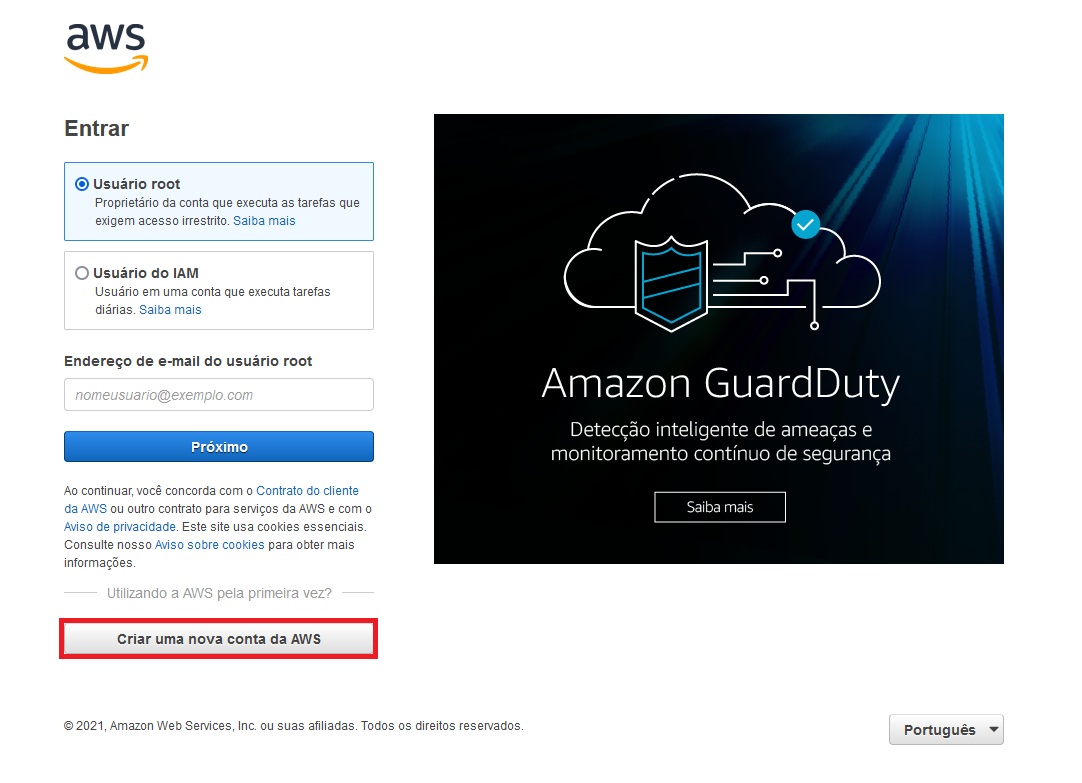 aws
Entrar
Usuário root
Proprietário da conta que executa as tarefas que
exigem acesso irrestrito. Saiba mais
Usuário do IAM
Usuário em uma conta que executa tarefas
diárias. Saiba mais
Endereço de e-mail do usuário root
nomeusuario@exemplo.com
Próximo
Ao continuar, você concorda com o Contrato do cliente
da AWS ou outro contrato para serviços da AWS e com o
Aviso de privacidade. Este site usa cookies essenciais.
Consulte nosso Aviso sobre cookies para obter mais
informações.
Utilizando a AWS pela primeira vez?
Criar uma nova conta da AWS
Amazon GuardDuty
Detecção inteligente de ameaças e
monitoramento contínuo de segurança
Saiba mais
© 2021, Amazon Web Services, Inc. ou suas afiliadas. Todos os direitos reservados.
Português